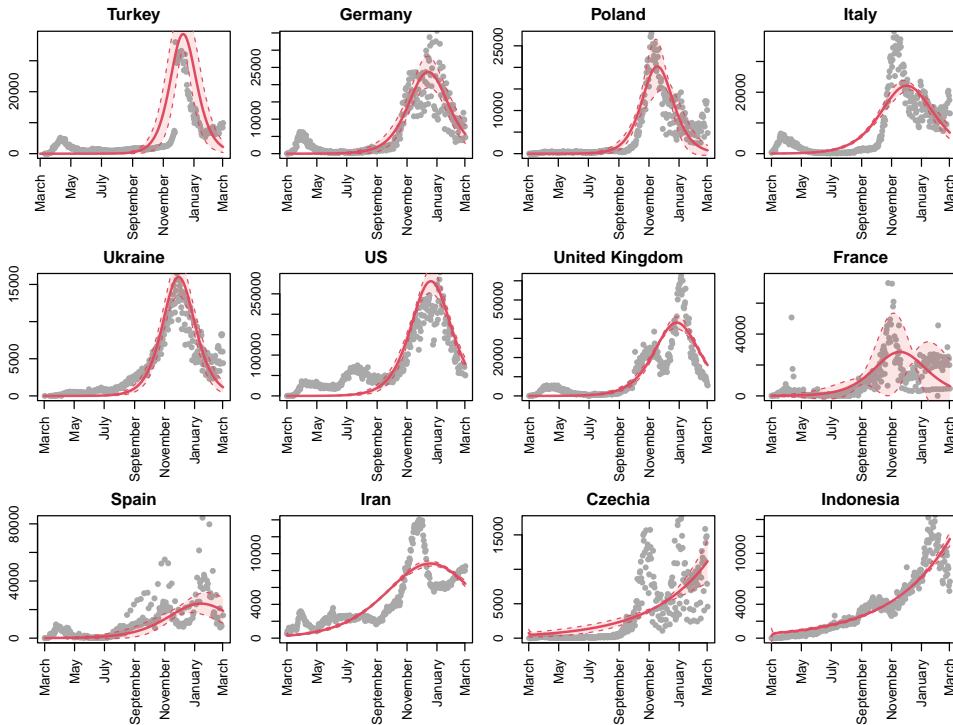 Turkey
0
20000
March
May
July
September
November
January
March
Germany
0
10000
25000
March
May
July
September
November
January
March
Poland
0
10000
25000
March
May
July
September
November
January
March
Italy
0
20000
March
May
July
September
November
January
March
Ukraine
0
5000
15000
March
May
July
September
November
January
March
US
0
100000
250000
March
May
July
September
November
January
March
United Kingdom
0
20000
60000
March
May
July
September
November
January
March
France
0
40000
March
May
July
September
November
January
March
Spain
0
40000
80000
March
May
July
September
November
January
March
Iran
0
4000
10000
March
May
July
September
November
January
March
Czechia
0
5000
15000
March
May
July
September
November
January
March
Indonesia
0
4000
10000
March
May
July
September
November
January
March